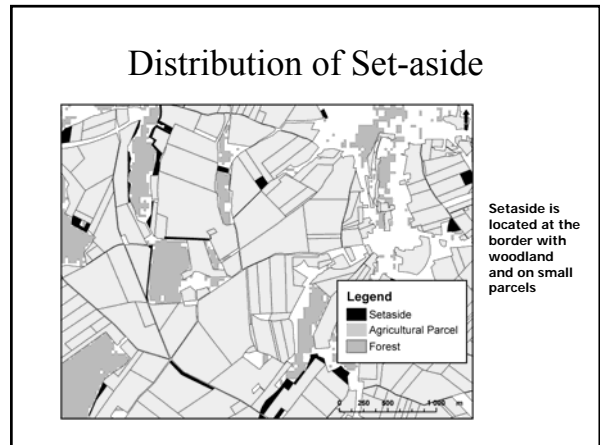 Distribution of Set-aside
Setaside is
located at the
border with
woodland
and on small
parcels
Legend
Setaside
Agricultural Parcel
Forest
0 250 500 1 000 m